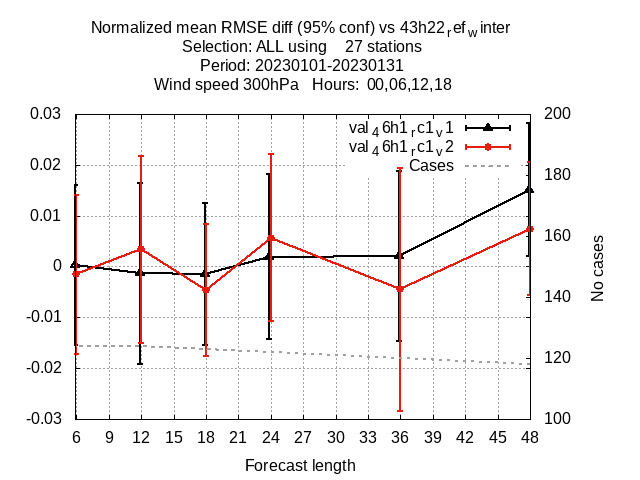 Normalized mean RMSE diff (95% conf) vs 43h22refwinter
Selection: ALL using 27 stations
Period: 20230101-20230131
Wind speed 300hPa Hours: 00,06,12,18
0.03
200
val46h1rc1v1
val46h1rc1v2
Cases
0.02
180
0.01
160
0
No cases
-0.01
140
-0.02
120
-0.03
100
6 9 12 15 18 21 24 27 30 33 36 39 42 45 48
Forecast length